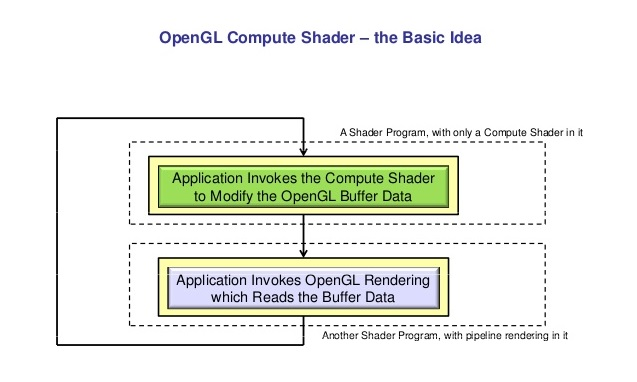 OpenGL Compute Shader – the Basic Idea
A Shader Program, with only a Compute Shader in it
Application Invokes the Compute Shader
to Modify the OpenGL Buffer Data
Application Invokes OpenGL Rendering
which Reads the Buffer Data
Another Shader Program, with pipeline rendering in it